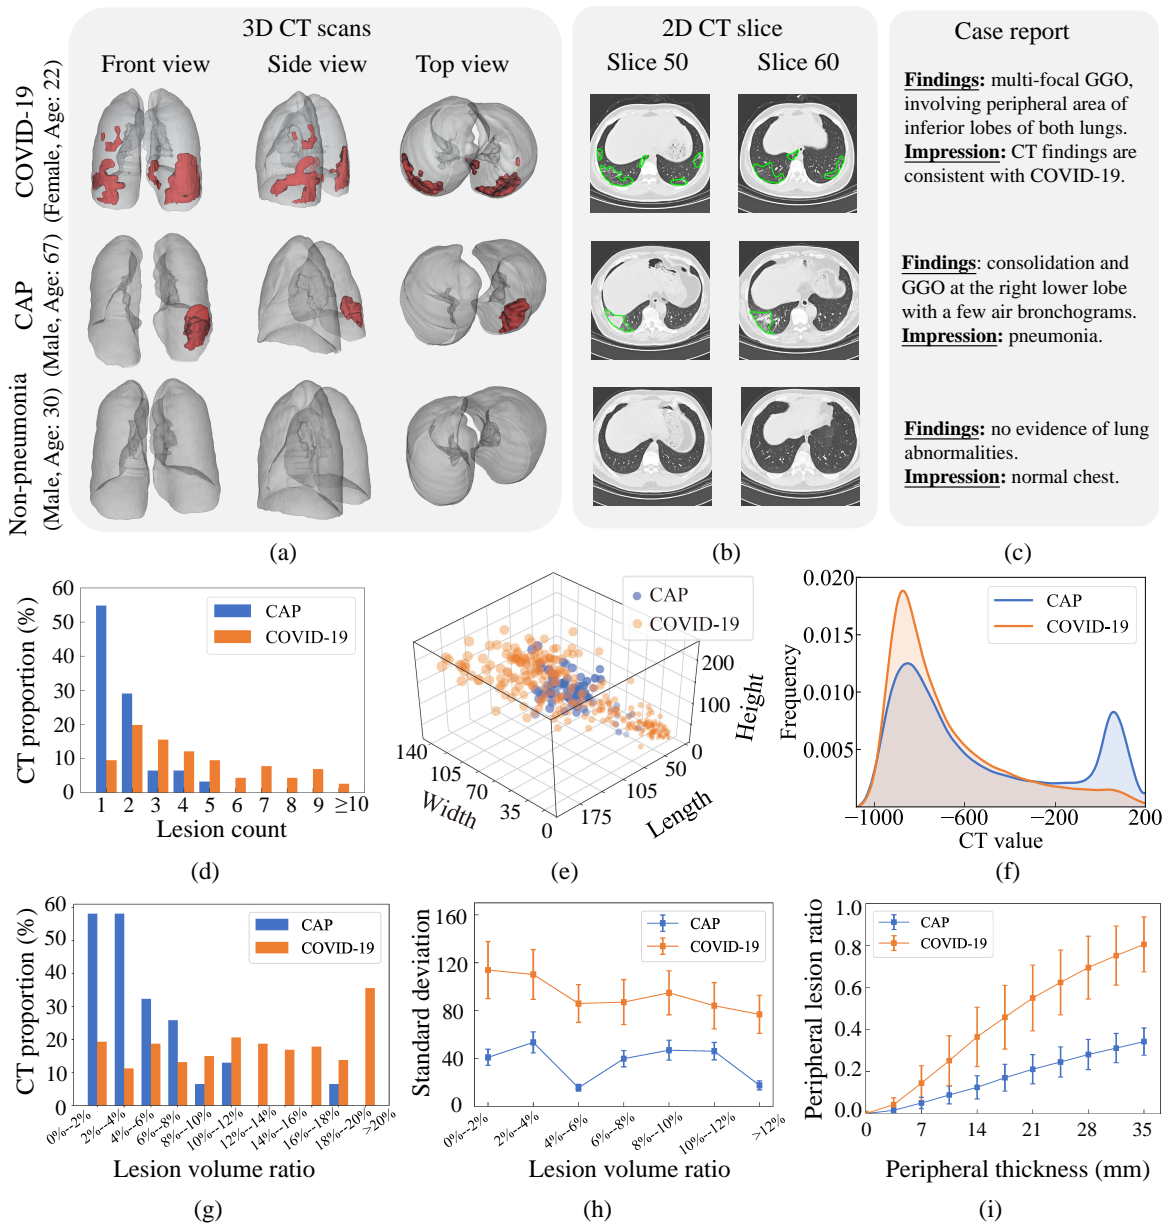 3D CT scans
Front view
Side view
Top view
2D CT slice
Slice 50
Slice 60
Case report
COVID-19
(Female, Age: 22)
Findings: multi-focal GGO,
involving peripheral area of
inferior lobes of both lungs.
Impression: CT findings are
consistent with COVID-19.
CAP
(Male, Age: 67)
Findings: consolidation and
GGO at the right lower lobe
with a few air bronchograms.
Impression: pneumonia.
Non-pneumonia
(Male, Age: 30)
Findings: no evidence of lung
abnormalities.
Impression: normal chest.
(a)
(b)
(c)
CT proportion (%)
60
50
40
30
20
10
0
CAP
COVID-19
1 2 3 4 5 6 7 8 9 ≥10
Lesion count
(d)
CAP
COVID-19
200
100
0
Height
140
105
70
35
0
Width
175
105
50
0
Length
(e)
Frequency
0.020
0.015
0.010
0.005
CAP
COVID-19
−1000 −600 −200 200
CT value
(f)
CT proportion (%)
60
50
40
30
20
10
0
CAP
COVID-19
0%--2% 2%--4% 4%--6% 6%--8% 8%--10% 10%--12% 12%--14% 14%--16% 16%--18% 18%--20% >20%
Lesion volume ratio
(g)
Standard deviation
160
120
80
40
0
CAP
COVID-19
0%--2% 2%--4% 4%--6% 6%--8% 8%--10% 10%--12% >12%
Lesion volume ratio
(h)
Peripheral lesion ratio
1.0
0.8
0.6
0.4
0.2
0.0
CAP
COVID-19
0 7 14 21 28 35
Peripheral thickness (mm)
(i)